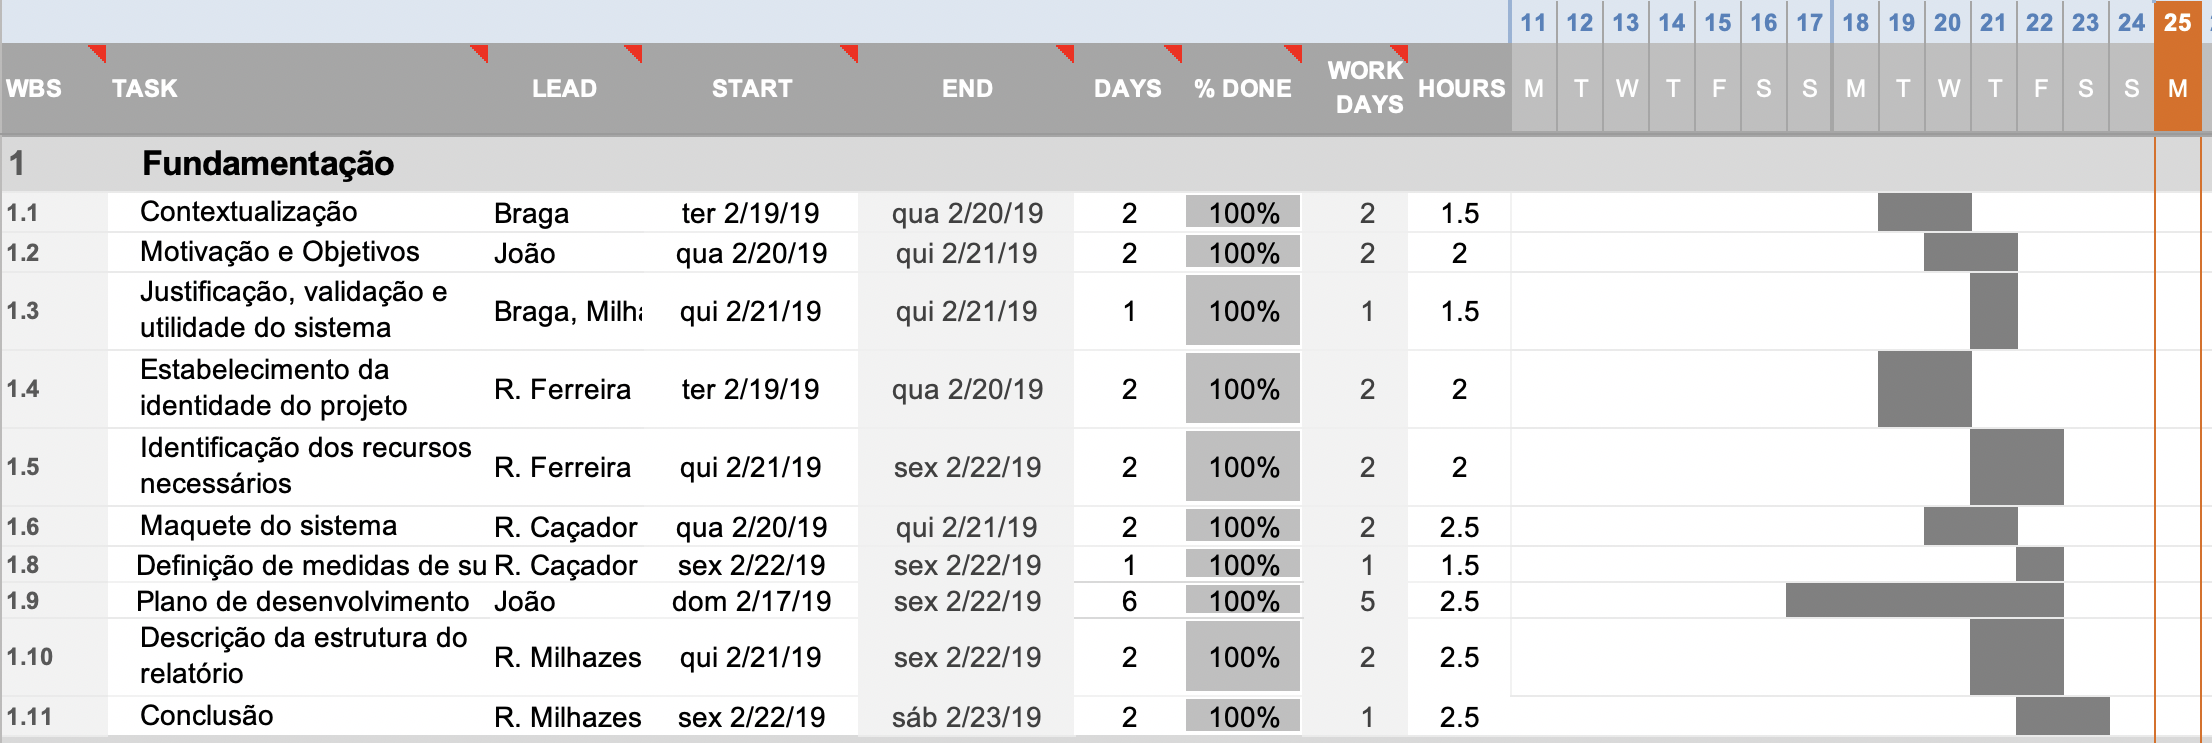 11 12 13 14 15 16 17 18 19 20 21 22 23 24 25
WBS TASK LEAD START END DAYS % DONE WORK DAYS HOURS M T W T F S S M T W T F S S M
1 Fundamentação
1.1 Contextualização Braga ter 2/19/19 qua 2/20/19 2 100% 2 1.5
1.2 Motivação e Objetivos João qua 2/20/19 qui 2/21/19 2 100% 2 2
1.3 Justificação, validação e utilidade do sistema Braga, Milha qui 2/21/19 qui 2/21/19 1 100% 1 1.5
1.4 Estabelecimento da identidade do projeto R. Ferreira ter 2/19/19 qua 2/20/19 2 100% 2 2
1.5 Identificação dos recursos necessários R. Ferreira qui 2/21/19 sex 2/22/19 2 100% 2 2
1.6 Maquete do sistema R. Caçador qua 2/20/19 qui 2/21/19 2 100% 2 2.5
1.8 Definição de medidas de su R. Caçador sex 2/22/19 sex 2/22/19 1 100% 1 1.5
1.9 Plano de desenvolvimento João dom 2/17/19 sex 2/22/19 6 100% 5 2.5
1.10 Descrição da estrutura do relatório R. Milhazes qui 2/21/19 sex 2/22/19 2 100% 2 2.5
1.11 Conclusão R. Milhazes sex 2/22/19 sáb 2/23/19 2 100% 1 2.5